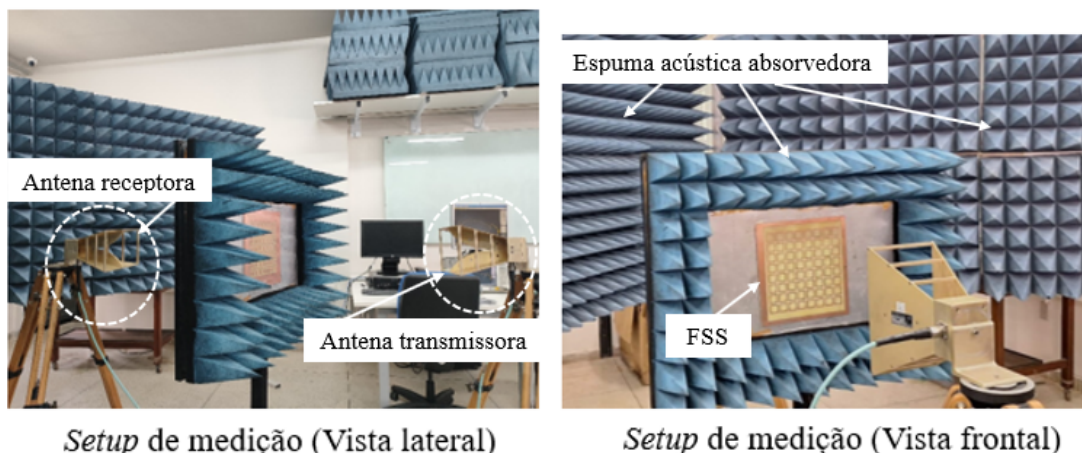 Antena receptora
Antena transmissora
Setup de medição (Vista lateral)
Espuma acústica absorvedora
FSS
Setup de medição (Vista frontal)